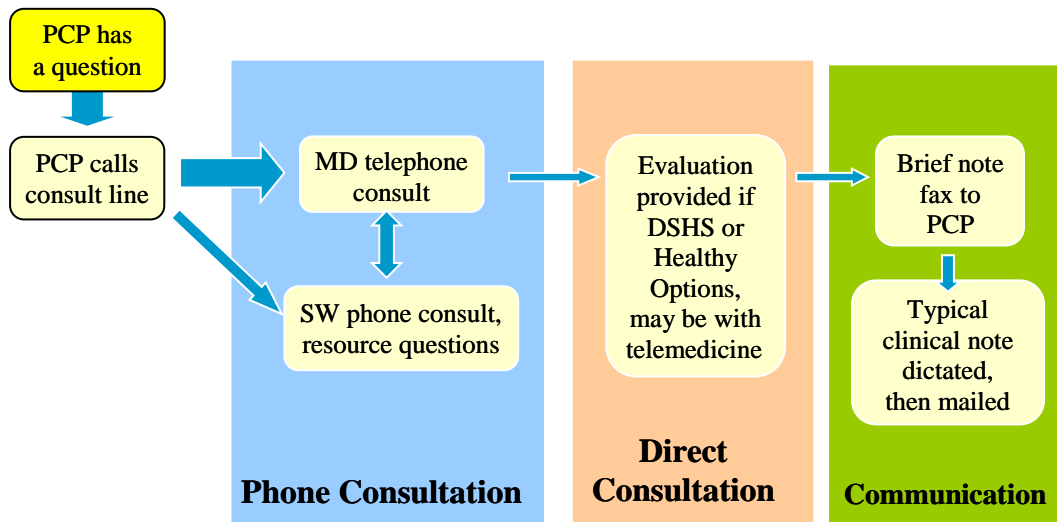 PCP has
a question
PCP calls
consult line
MD telephone
consult
SW phone consult,
resource questions
Phone Consultation
Evaluation
provided if
DSHS or
Healthy
Options,
may be with
telemedicine
Direct
Consultation
Brief note
fax to
PCP
Typical
clinical note
dictated,
then mailed
Communication